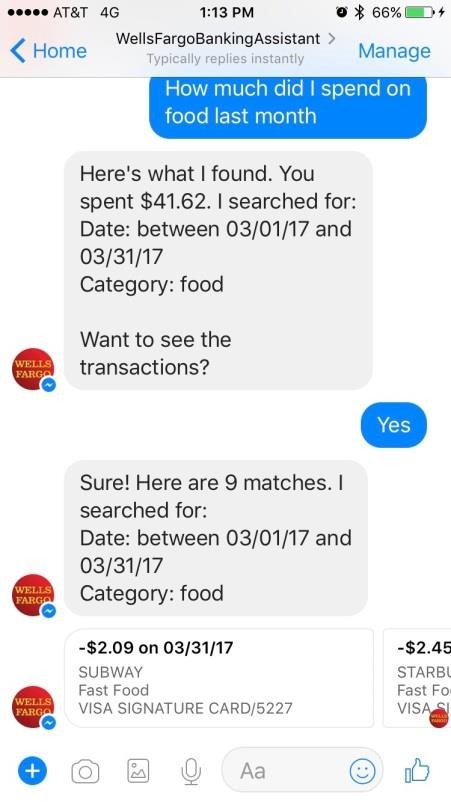 AT&T 4G 1:13 PM 66%
Home WellsFargoBankingAssistant > Manage
Typically replies instantly
How much did I spend on
food last month
Here's what I found. You
spent $41.62. I searched for:
Date: between 03/01/17 and
03/31/17
Category: food
Want to see the
transactions?
WELLS
FARGO
Yes
Sure! Here are 9 matches. I
searched for:
Date: between 03/01/17 and
03/31/17
Category: food
WELLS
FARGO
-$2.09 on 03/31/17
SUBWAY
Fast Food
VISA SIGNATURE CARD/5227
WELLS
FARGO
-$2.45
STARBU
Fast Fo
VISA SI
Aa